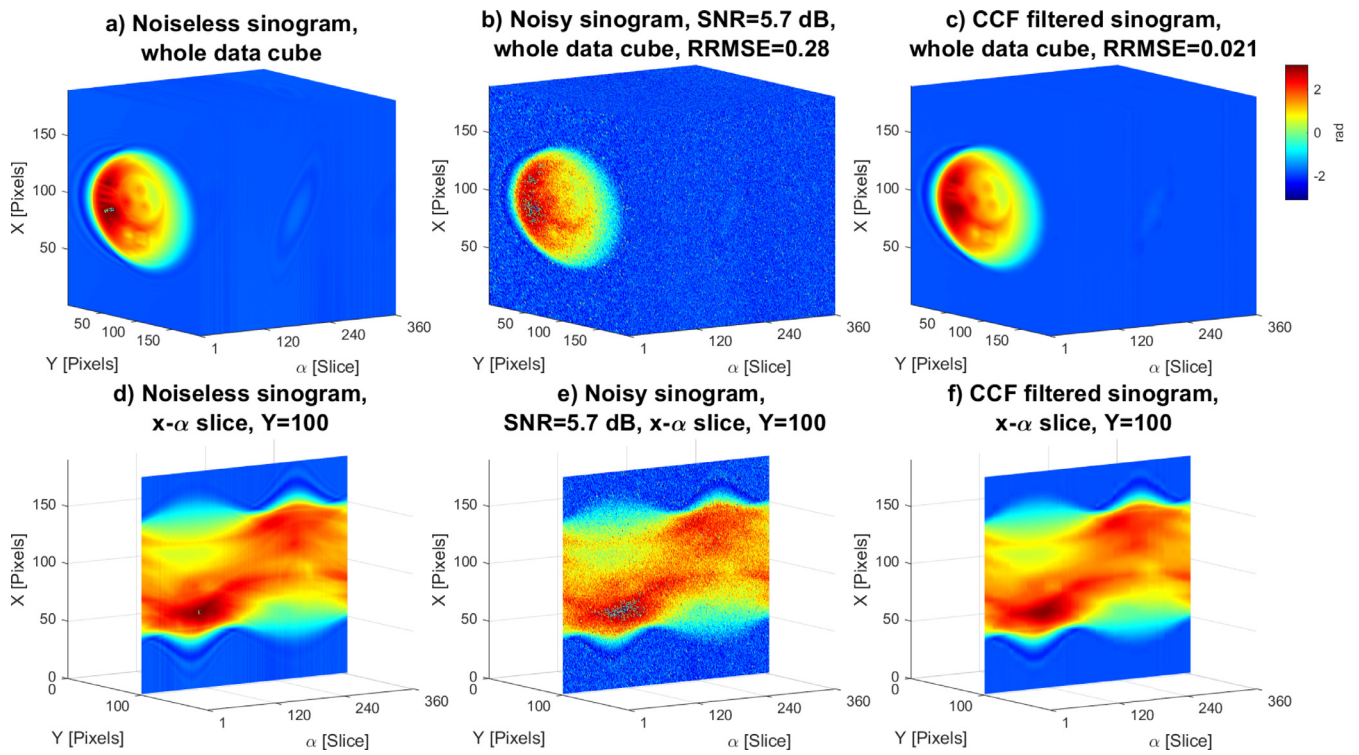 a) Noiseless sinogram,
whole data cube
b) Noisy sinogram, SNR=5.7 dB,
whole data cube, RRMSE=0.28
c) CCF filtered sinogram,
whole data cube, RRMSE=0.021
150
100
50
X [Pixels]
50
100
150
Y [Pixels]
1
120
240
360
α [Slice]
150
100
50
X [Pixels]
50
100
150
Y [Pixels]
1
120
240
360
α [Slice]
150
100
50
X [Pixels]
50
100
150
Y [Pixels]
1
120
240
360
α [Slice]
2
0
-2
rad
d) Noiseless sinogram,
x-α slice, Y=100
e) Noisy sinogram,
SNR=5.7 dB, x-α slice, Y=100
f) CCF filtered sinogram,
x-α slice, Y=100
150
100
50
0
X [Pixels]
0
100
Y [Pixels]
1
120
240
360
α [Slice]
150
100
50
0
X [Pixels]
0
100
Y [Pixels]
1
120
240
360
α [Slice]
150
100
50
0
X [Pixels]
0
100
Y [Pixels]
1
120
240
360
α [Slice]